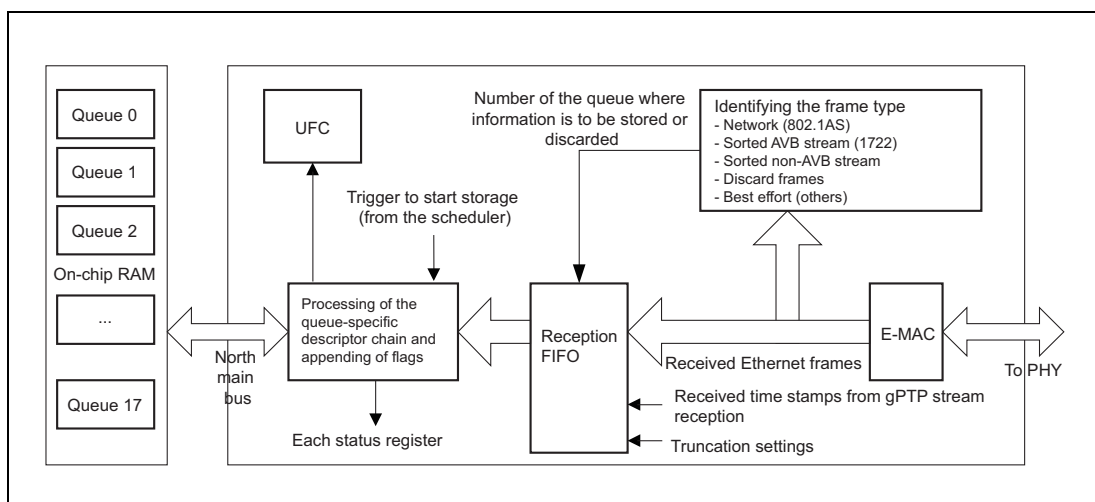 Queue 0
Queue 1
Queue 2
On-chip RAM
...
Queue 17
North
main
bus
UFC
Trigger to start storage
(from the scheduler)
Processing of the
queue-specific
descriptor chain and
appending of flags
Each status register
Number of the queue where
information is to be stored or
discarded
Identifying the frame type
- Network (802.1AS)
- Sorted AVB stream (1722)
- Sorted non-AVB stream
- Discard frames
- Best effort (others)
Reception
FIFO
Received Ethernet frames
E-MAC
To PHY
Received time stamps from gPTP stream
reception
Truncation settings